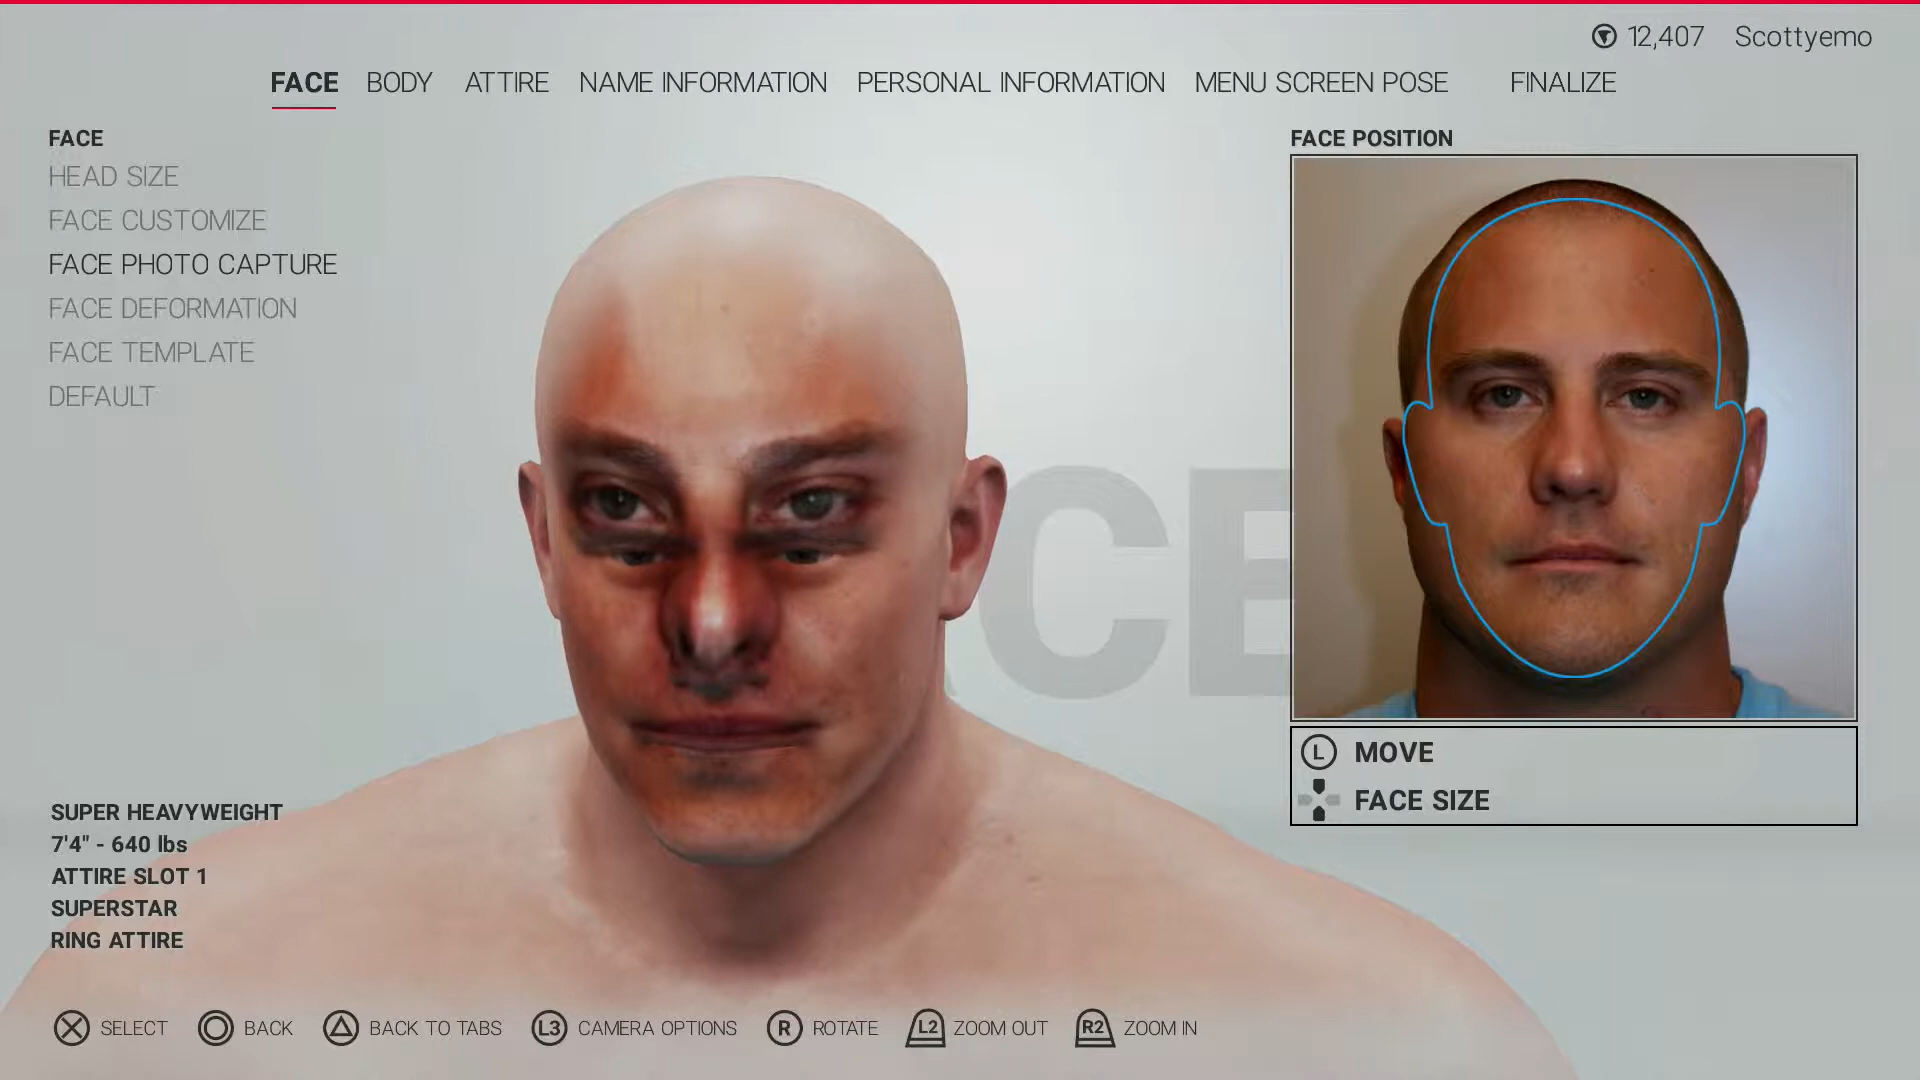 12,407 Scottyemo
FACE BODY ATTIRE NAME INFORMATION PERSONAL INFORMATION MENU SCREEN POSE FINALIZE
FACE
HEAD SIZE
FACE CUSTOMIZE
FACE PHOTO CAPTURE
FACE DEFORMATION
FACE TEMPLATE
DEFAULT
FACE POSITION
L MOVE
FACE SIZE
CE
SUPER HEAVYWEIGHT
7'4" - 640 lbs
ATTIRE SLOT 1
SUPERSTAR
RING ATTIRE
SELECT BACK BACK TO TABS L3 CAMERA OPTIONS R ROTATE L2 ZOOM OUT R2 ZOOM IN